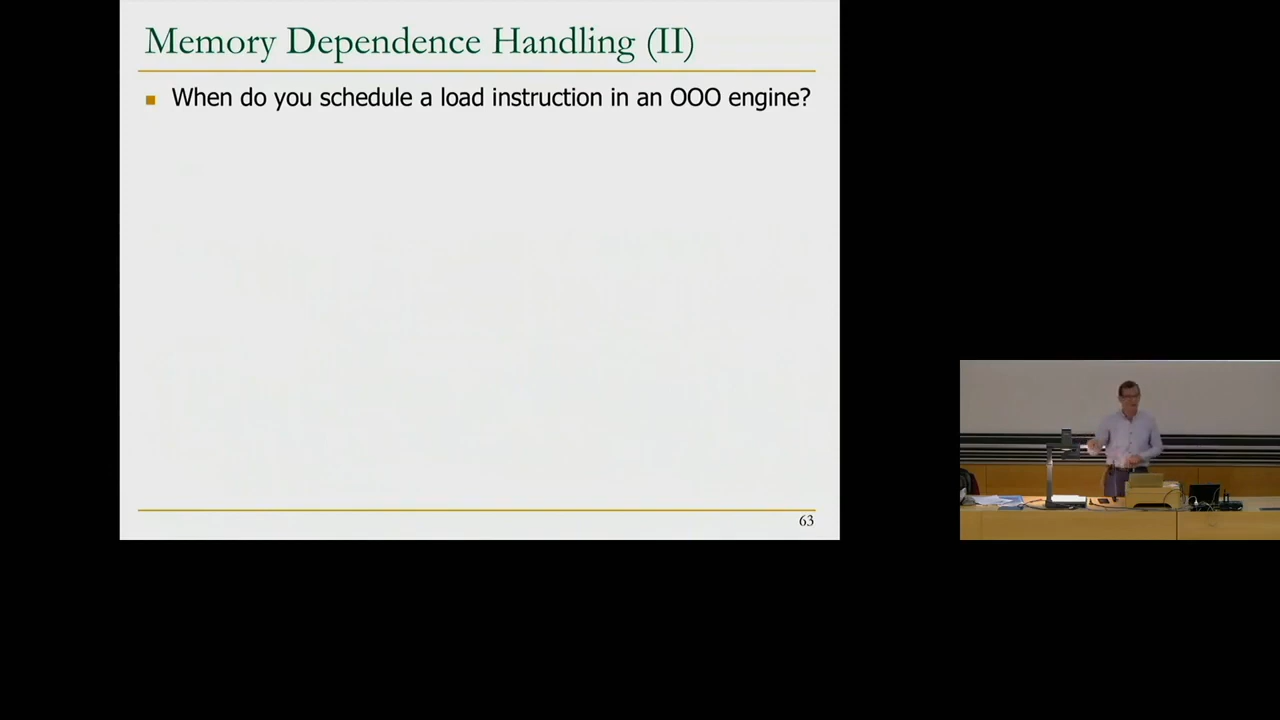 Memory Dependence Handling (II)
■ When do you schedule a load instruction in an OOO engine?
63